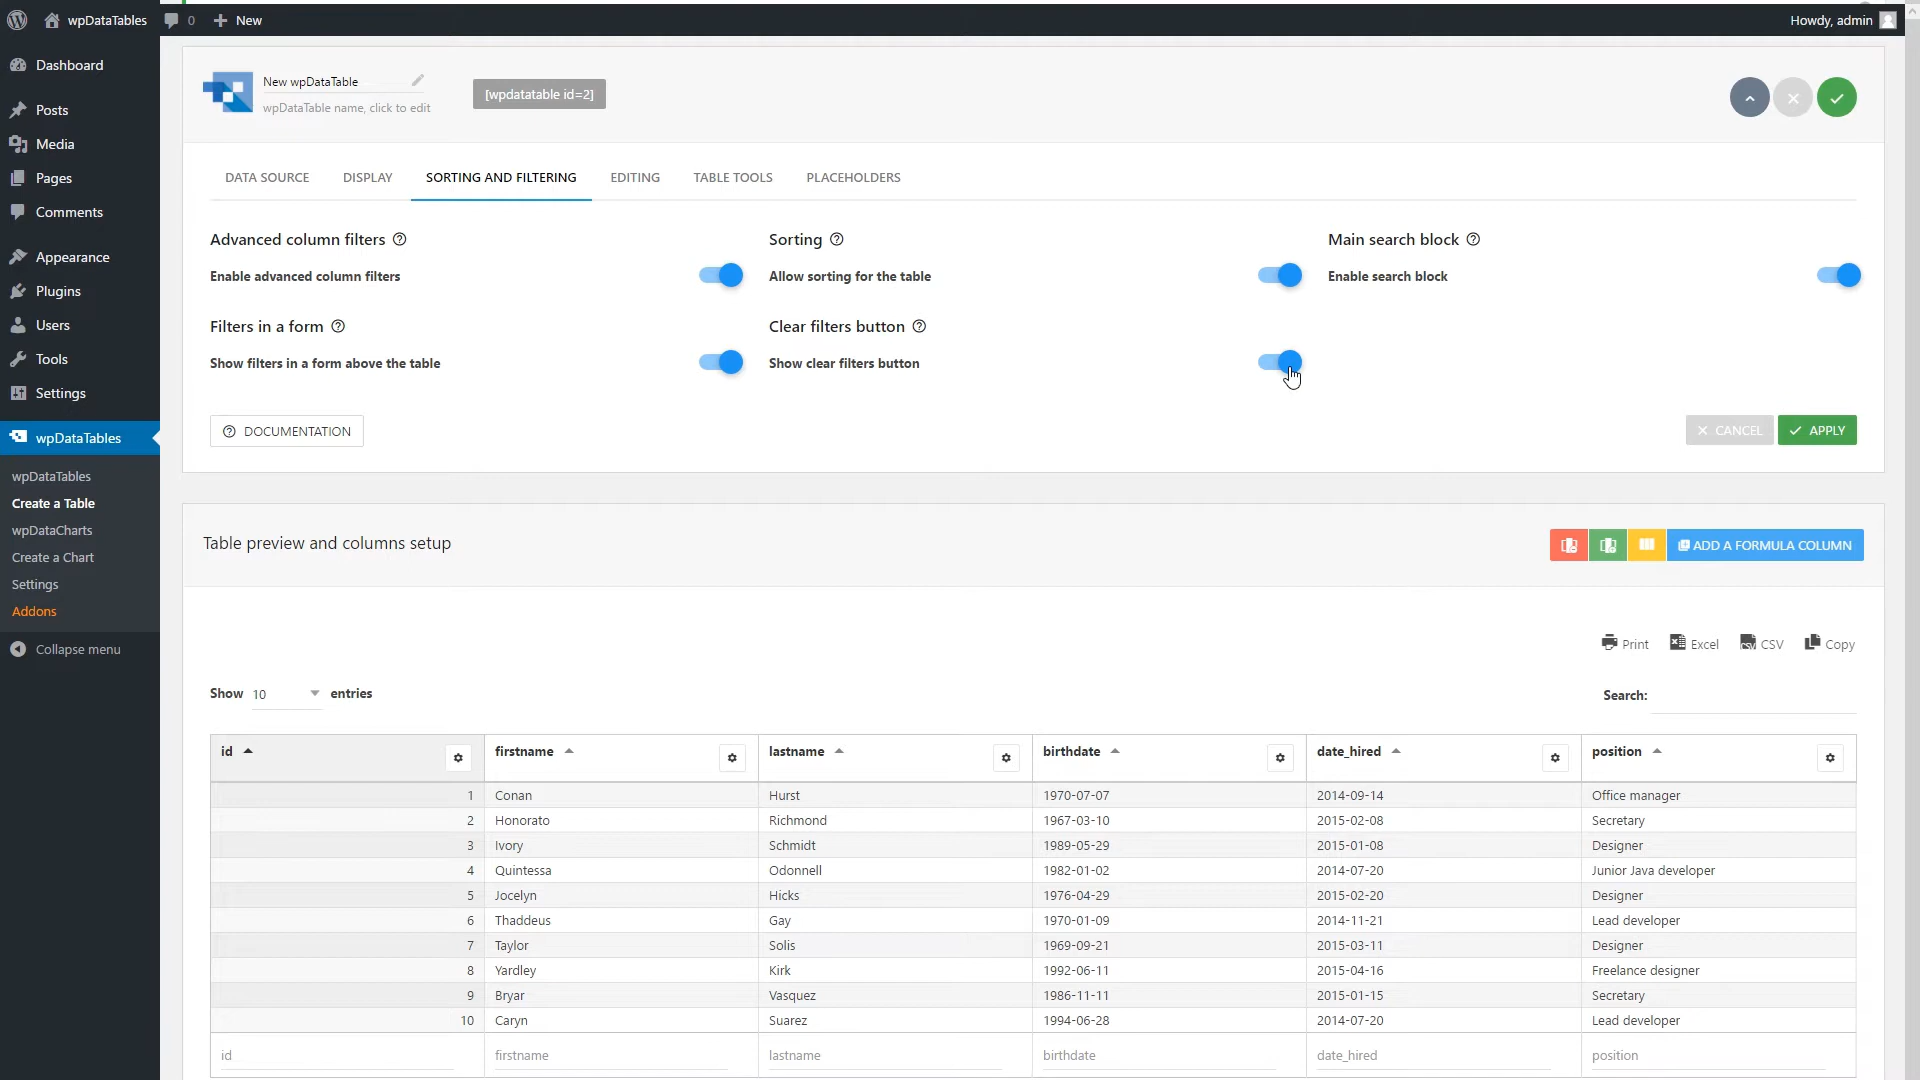 wpDataTables 0 New Howdy, admin
Dashboard
Posts
Media
Pages
Comments
Appearance
Plugins
Users
Tools
Settings
wpDataTables
wpDataTables
Create a Table
wpDataCharts
Create a Chart
Settings
Addons
Collapse menu
New wpDataTable
wpDataTable name, click to edit
[wpdatatable id=2]
DATA SOURCE DISPLAY SORTING AND FILTERING EDITING TABLE TOOLS PLACEHOLDERS
Advanced column filters Sorting Main search block
Enable advanced column filters Allow sorting for the table Enable search block
Filters in a form Clear filters button
Show filters in a form above the table Show clear filters button
DOCUMENTATION CANCEL APPLY
Table preview and columns setup ADD A FORMULA COLUMN
Print Excel CSV Copy
Show 10 entries Search:
id firstname lastname birthdate date_hired position
1 Conan Hurst 1970-07-07 2014-09-14 Office manager
2 Honorato Richmond 1967-03-10 2015-02-08 Secretary
3 Ivory Schmidt 1989-05-29 2015-01-08 Designer
4 Quintessa Odonnell 1982-01-02 2014-07-20 Junior Java developer
5 Jocelyn Hicks 1976-04-29 2015-02-20 Designer
6 Thaddeus Gay 1970-01-09 2014-11-21 Lead developer
7 Taylor Solis 1969-09-21 2015-03-11 Designer
8 Yardley Kirk 1992-06-11 2015-04-16 Freelance designer
9 Bryar Vasquez 1986-11-11 2015-01-15 Secretary
10 Caryn Suarez 1994-06-28 2014-07-20 Lead developer
id firstname lastname birthdate date_hired position